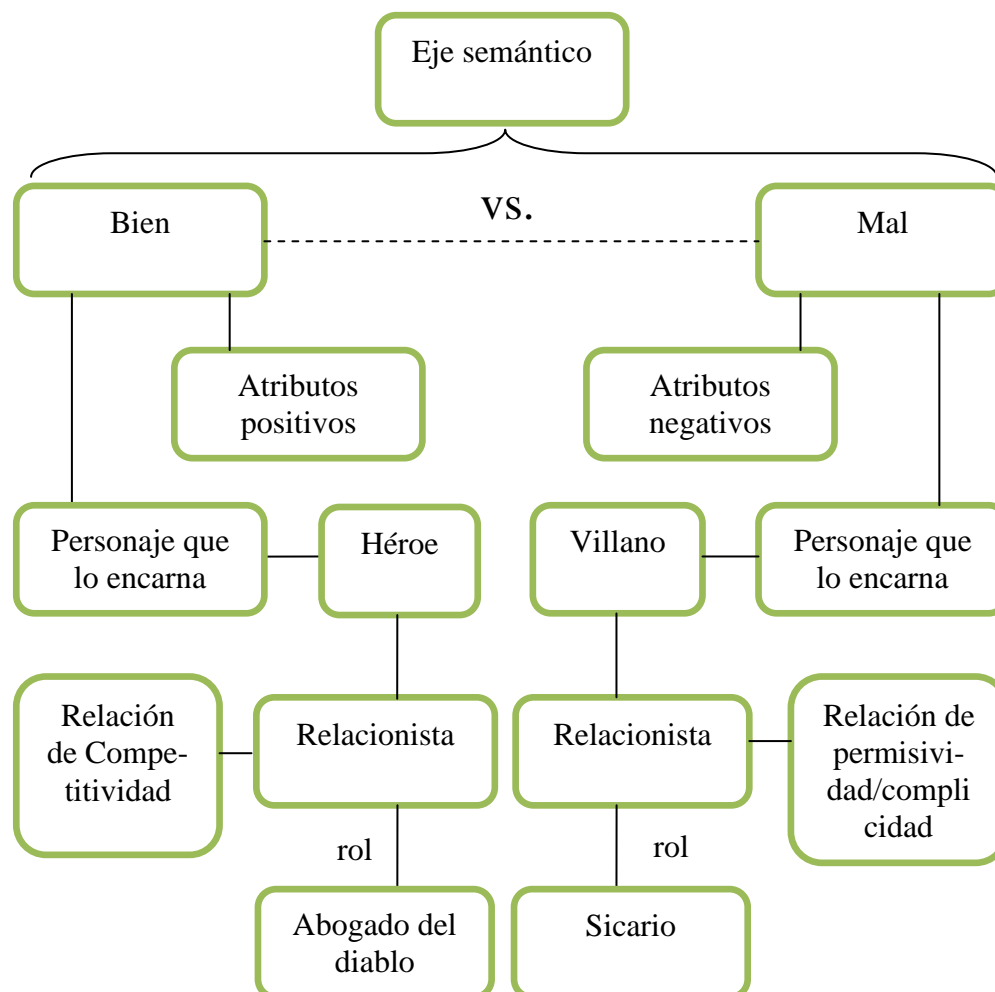 Eje semántico
Bien
vs.
Mal
Atributos
positivos
Atributos
negativos
Personaje que
lo encarna
Héroe
Villano
Personaje que
lo encarna
Relación
de Compe-
titividad
Relacionista
Relacionista
Relación de
permisivi-
dad/compli
cidad
rol
rol
Abogado del
diablo
Sicario